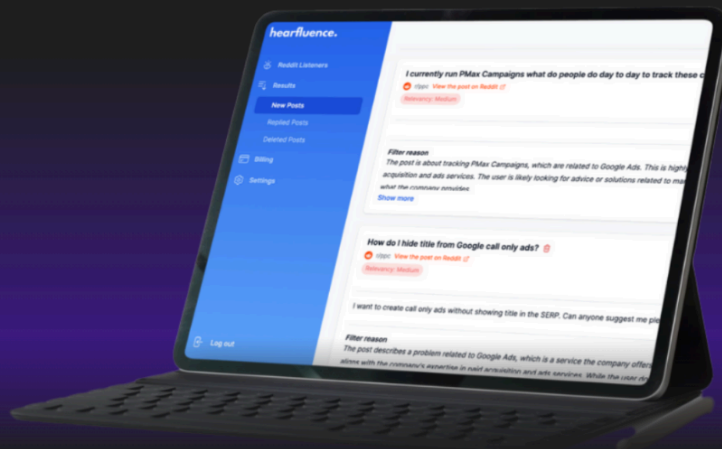 hearfluence.
Reddit Listeners
Results
New Posts
Replied Posts
Deleted Posts
Billing
Settings
Log out
I currently run PMax Campaigns what do people do day to day to track these c
r/ppc View the post on Reddit
Relevancy: Medium
Filter reason
The post is about tracking PMax Campaigns, which are related to Google Ads. This is highly
acquisition and ads services. The user is likely looking for advice or solutions related to ma
what the company provides
Show more
How do I hide title from Google call only ads?
r/ppc View the post on Reddit
Relevancy: Medium
I want to create call only ads without showing title in the SERP. Can anyone suggest me ple
Filter reason
The post describes a problem related to Google Ads, which is a service the company offers
along with the company's expertise in paid acquisition and ads services. While the user do